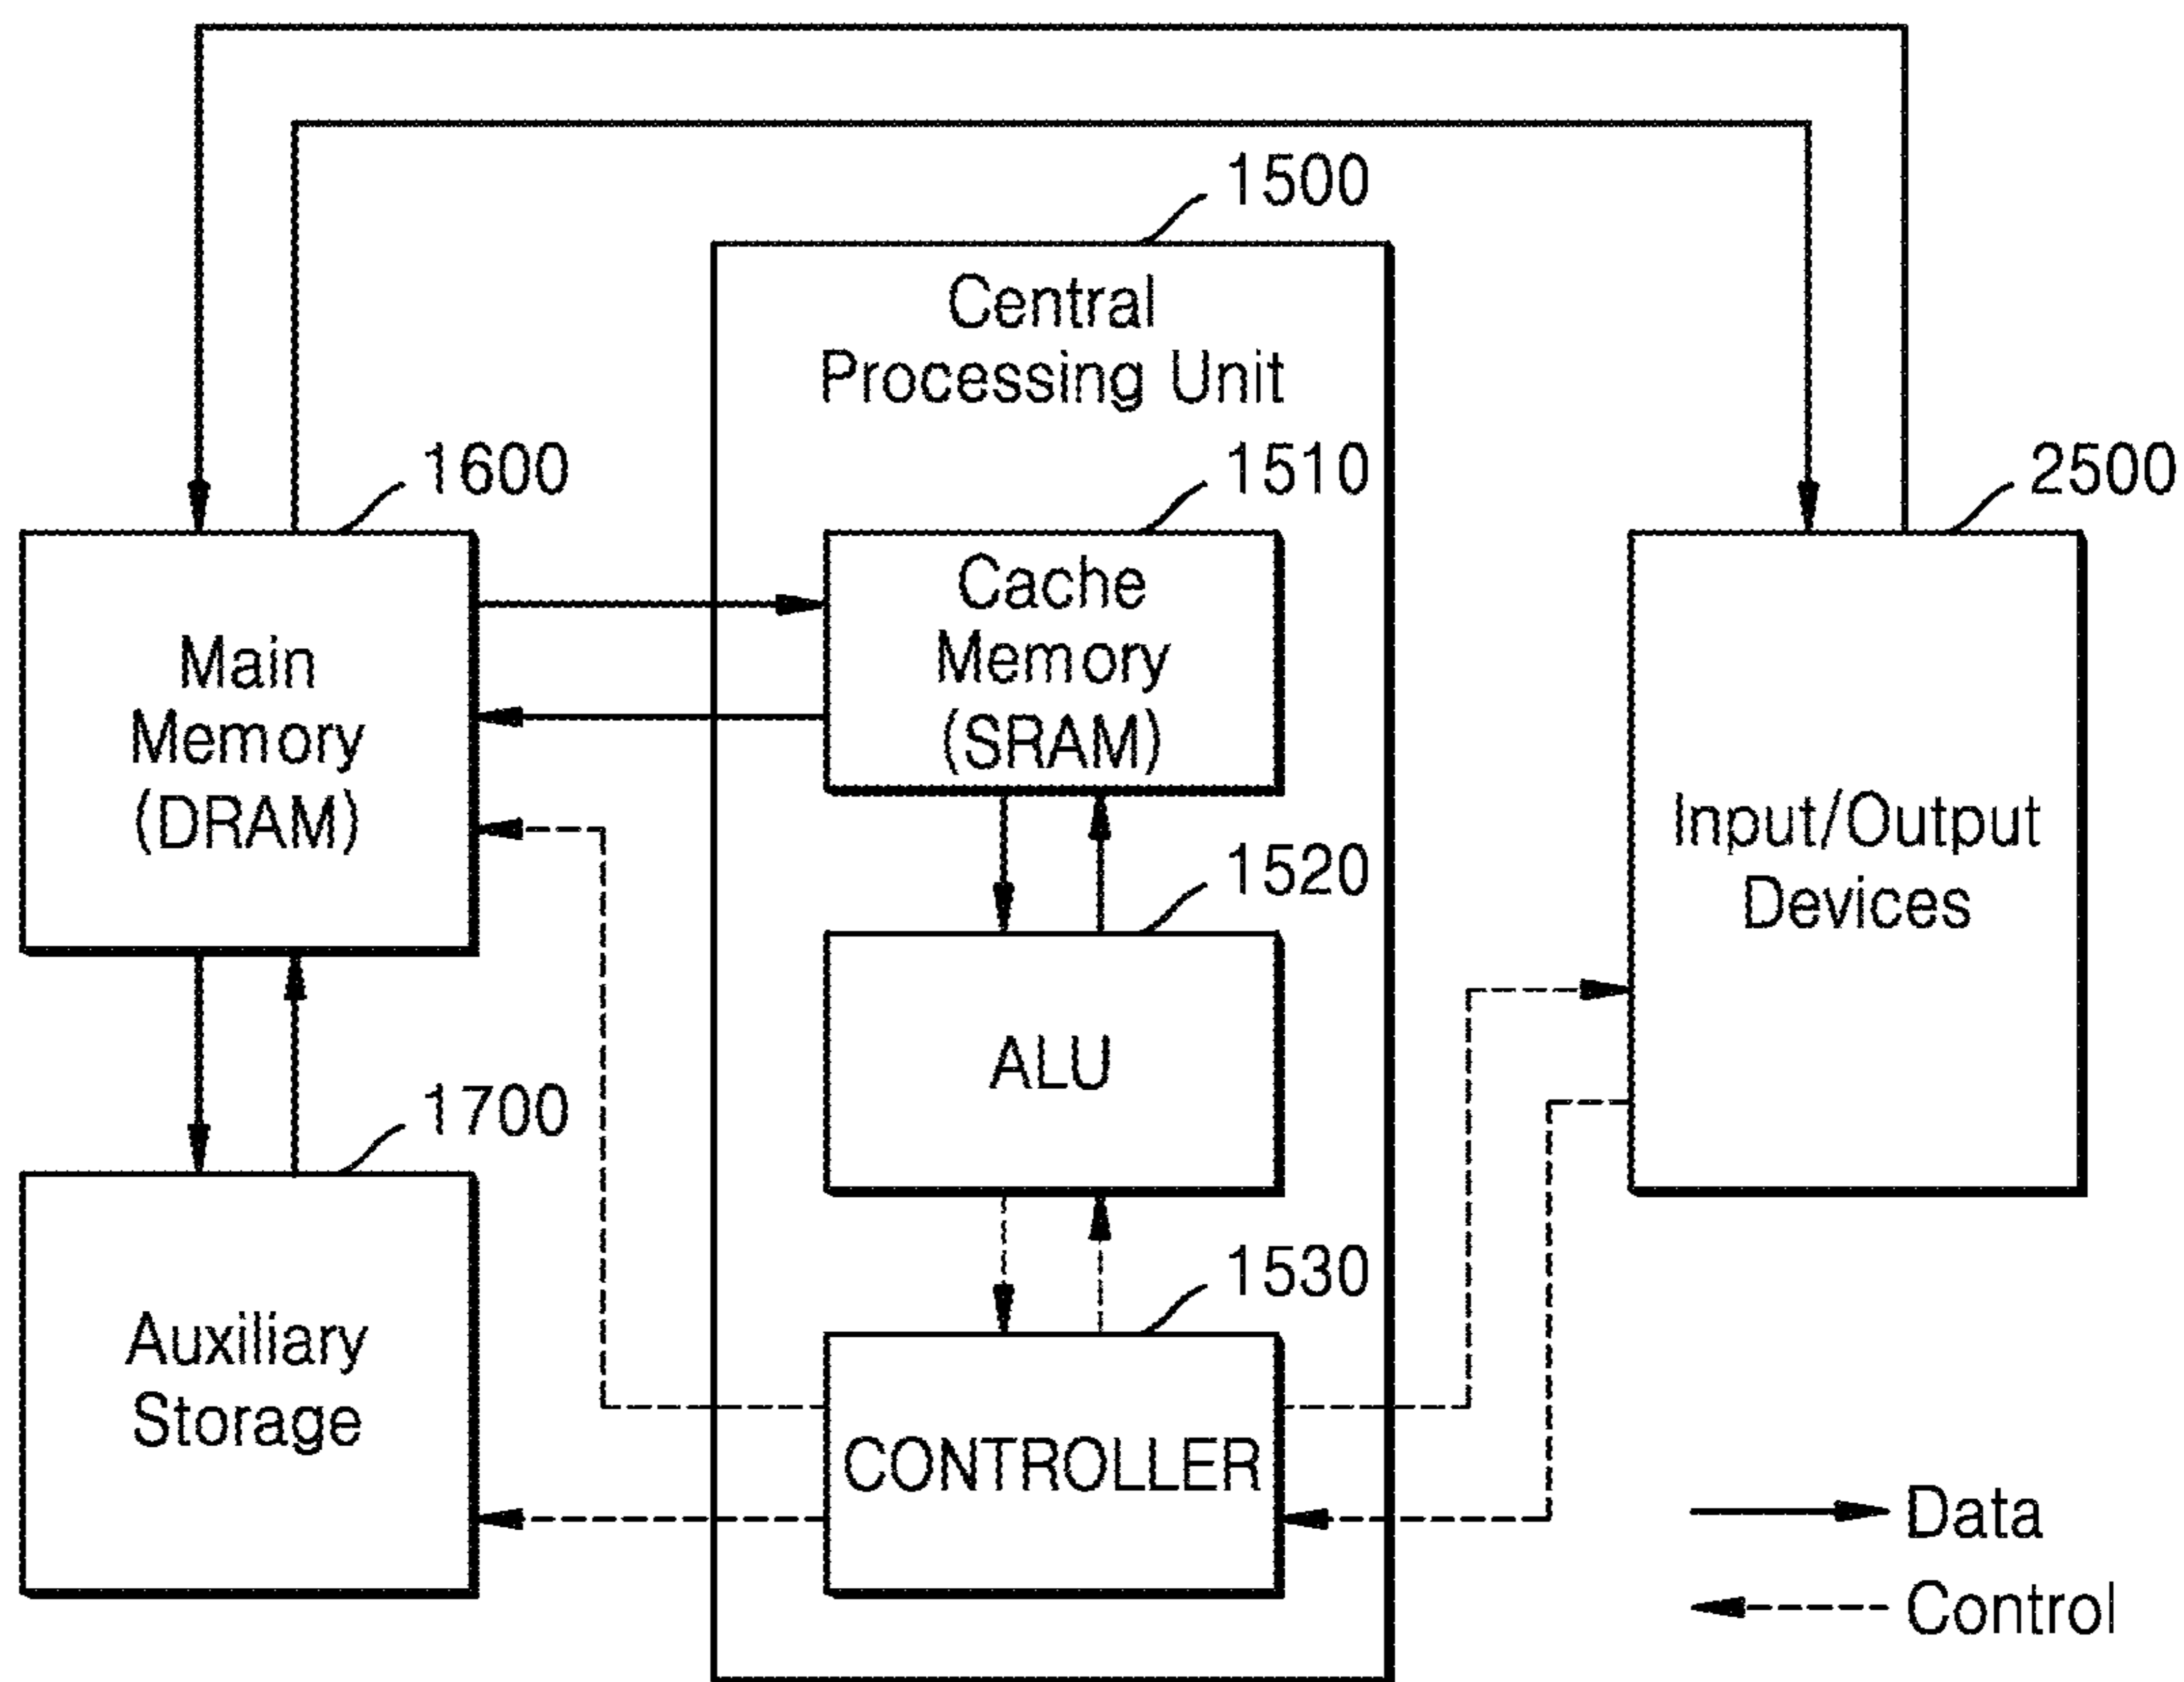 1500
Central
Processing Unit
1600
1510
2500
Main
Memory
(DRAM)
Cache
Memory
(SRAM)
Input/Output
Devices
1520
ALU
1700
Auxiliary
Storage
1530
CONTROLLER
Data
Control